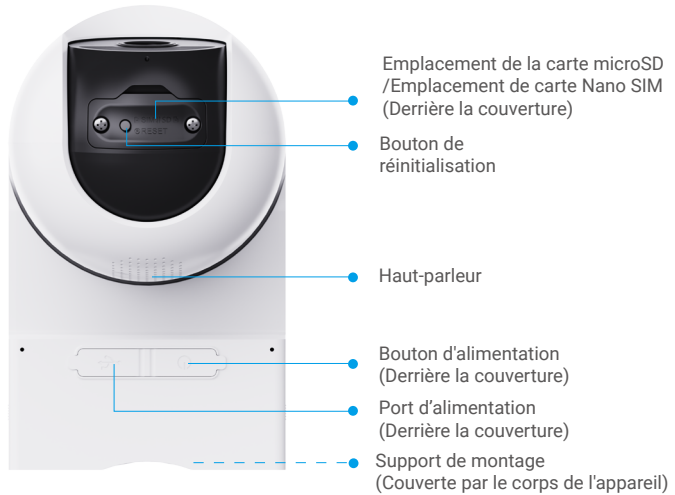 Emplacement de la carte microSD
/Emplacement de carte Nano SIM
(Derrière la couverture)
Bouton de
réinitialisation
RESET
Haut-parleur
Bouton d'alimentation
(Derrière la couverture)
Port d’alimentation
(Derrière la couverture)
Support de montage
(Couverte par le corps de l'appareil)